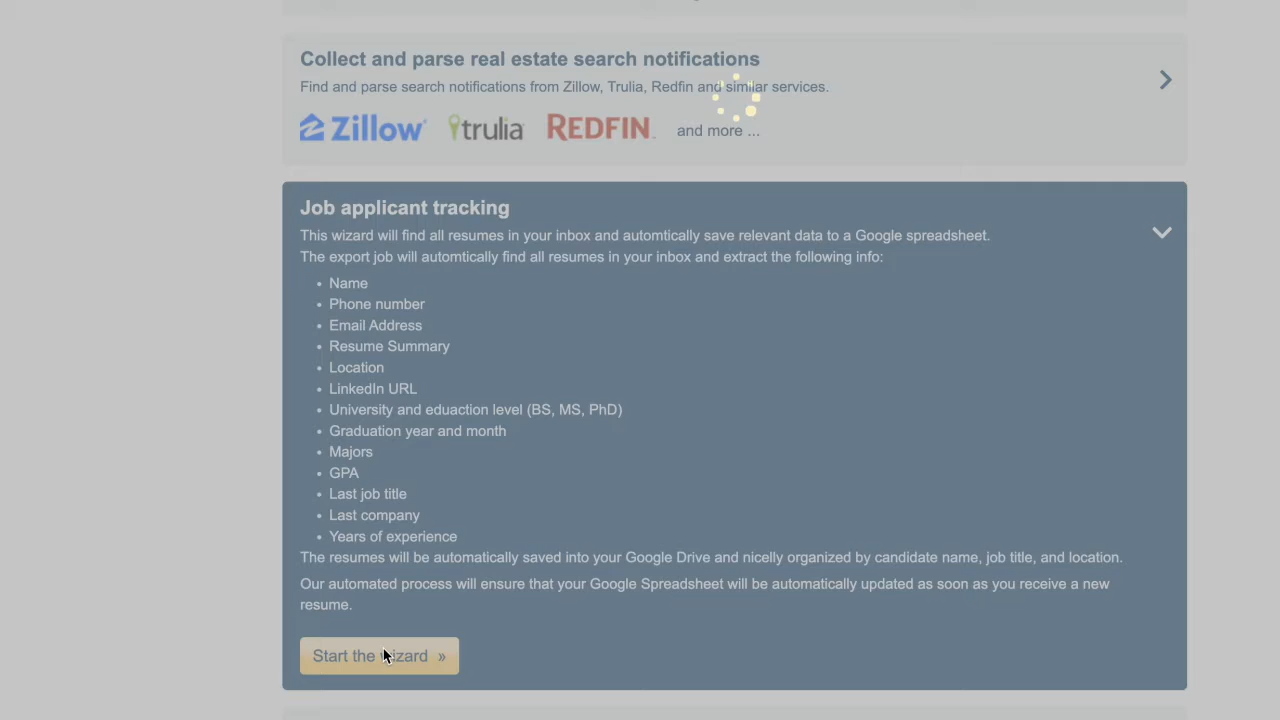 Collect and parse real estate search notifications
Find and parse search notifications from Zillow, Trulia, Redfin and similar services.
Zillow trulia REDFIN and more ...
Job applicant tracking
This wizard will find all resumes in your inbox and automtically save relevant data to a Google spreadsheet.
The export job will automtically find all resumes in your inbox and extract the following info:
• Name
• Phone number
• Email Address
• Resume Summary
• Location
• LinkedIn URL
• University and eduaction level (BS, MS, PhD)
• Graduation year and month
• Majors
• GPA
• Last job title
• Last company
• Years of experience
The resumes will be automatically saved into your Google Drive and nicelly organized by candidate name, job title, and location.
Our automated process will ensure that your Google Spreadsheet will be automatically updated as soon as you receive a new
resume.
Start the wizard »